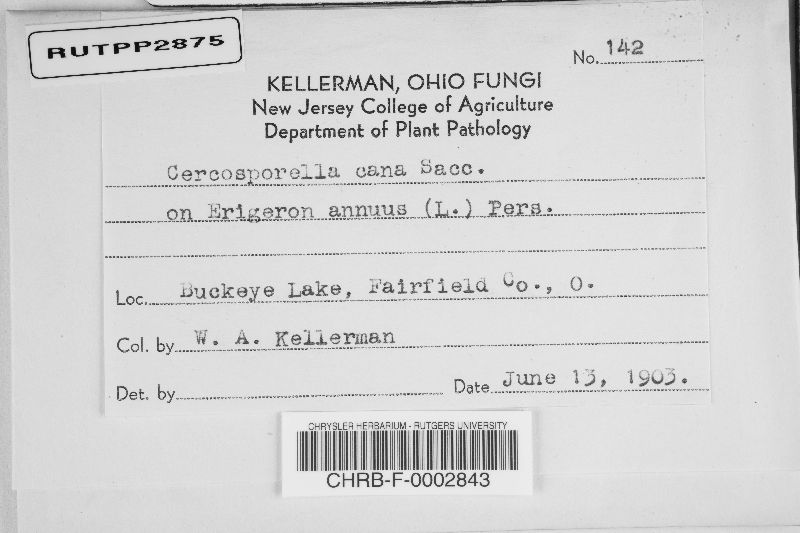 RUTPP2875
No. 142
KELLERMAN, OHIO FUNGI
New Jersey College of Agriculture
Department of Plant Pathology
Cercosporella cana Sacc.
on Erigeron annuus (L.) Pers.
Loc. Buckeye Lake, Fairfield Co., O.
Col. by W. A. Kellerman
Det. by
Date June 13, 1903.
CHRYSLER HERBARIUM - RUTGERS UNIVERSITY
CHRB-F-0002843